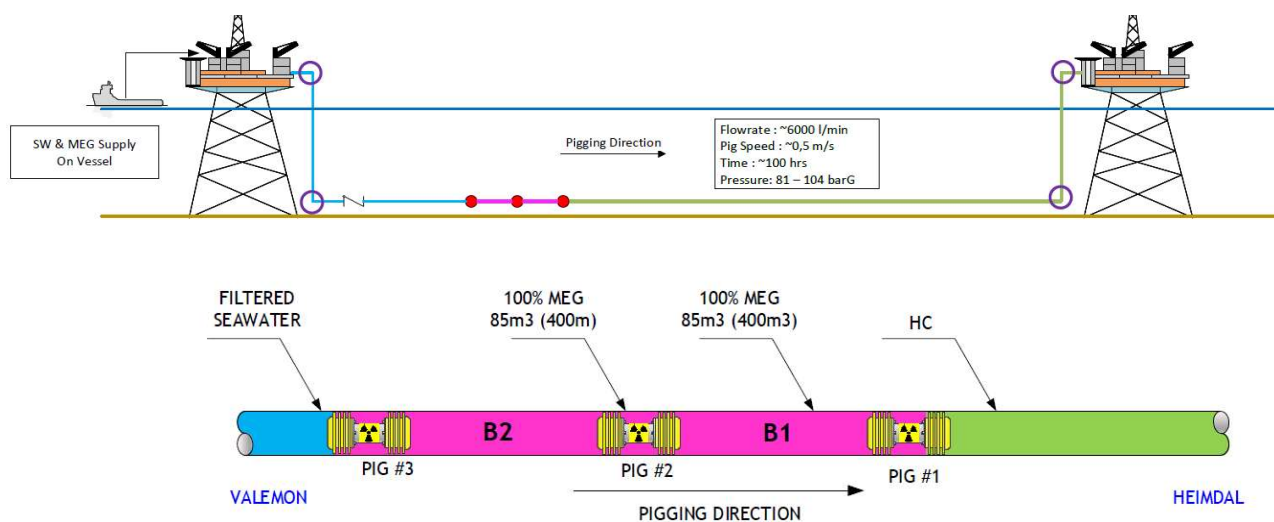 SW & MEG Supply
On Vessel
Pigging Direction
Flowrate : ~6000 l/min
Pig Speed : ~0,5 m/s
Time : ~100 hrs
Pressure: 81 – 104 barG
FILTERED
SEAWATER
100% MEG
85m3 (400m)
100% MEG
85m3 (400m3)
HC
B2
B1
PIG #3
PIG #2
PIG #1
VALEMON
HEIMDAL
PIGGING DIRECTION